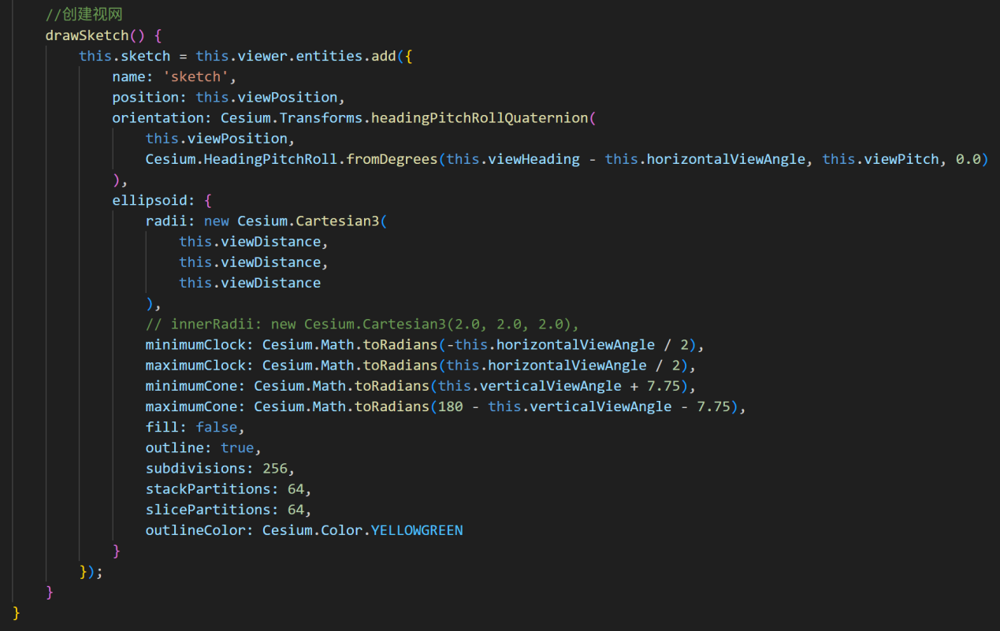 //创建视网
drawSketch() {
this.sketch = this.viewer.entities.add({
name: 'sketch',
position: this.viewPosition,
orientation: Cesium.Transforms.headingPitchRollQuaternion(
this.viewPosition,
Cesium.HeadingPitchRoll.fromDegrees(this.viewHeading - this.horizontalViewAngle, this.viewPitch, 0.0)
),
ellipsoid: {
radii: new Cesium.Cartesian3(
this.viewDistance,
this.viewDistance,
this.viewDistance
),
// innerRadii: new Cesium.Cartesian3(2.0, 2.0, 2.0),
minimumClock: Cesium.Math.toRadians(-this.horizontalViewAngle / 2),
maximumClock: Cesium.Math.toRadians(this.horizontalViewAngle / 2),
minimumCone: Cesium.Math.toRadians(this.verticalViewAngle + 7.75),
maximumCone: Cesium.Math.toRadians(180 - this.verticalViewAngle - 7.75),
fill: false,
outline: true,
subdivisions: 256,
stackPartitions: 64,
slicePartitions: 64,
outlineColor: Cesium.Color.YELLOWGREEN
}
});
}
}